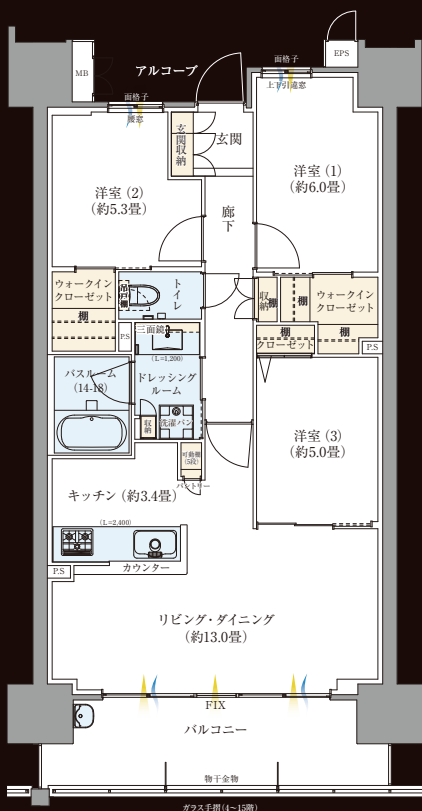 アルコーブ
MB
EPS
面格子
腰窓
面格子
上下引違窓
玄関収納
玄関
洋室(1)
(約6.0畳)
洋室(2)
(約5.3畳)
廊下
ウォークイン
クローゼット
棚
吊戸棚
トイレ
収納
棚
ウォークイン
クローゼット
棚
棚
クローゼット
P.S
P.S
三面鏡
(L=1,200)
バスルーム
(14-18)
ドレッシング
ルーム
収納
洗濯パン
洋室(3)
(約5.0畳)
可動棚
(5段)
パントリー
キッチン(約3.4畳)
(L=2,400)
カウンター
P.S
リビング・ダイニング
(約13.0畳)
FIX
バルコニー
物干金物
ガラス手摺(4～15階)